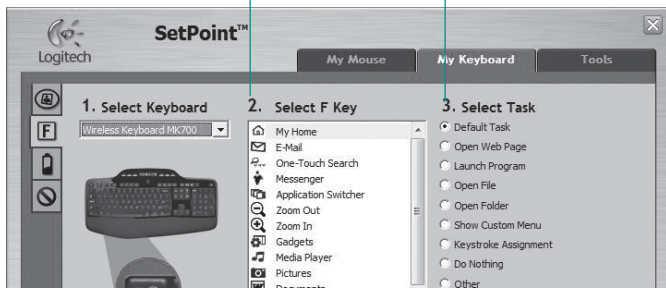 SetPoint™
Logitech
My Mouse
My Keyboard
Tools
1. Select Keyboard
Wireless Keyboard MK700
F
2. Select F Key
My Home
E-Mail
One-Touch Search
Messenger
Application Switcher
Zoom Out
Zoom In
Gadgets
Media Player
Pictures
Documents
3. Select Task
Default Task
Open Web Page
Launch Program
Open File
Open Folder
Show Custom Menu
Keystroke Assignment
Do Nothing
Other